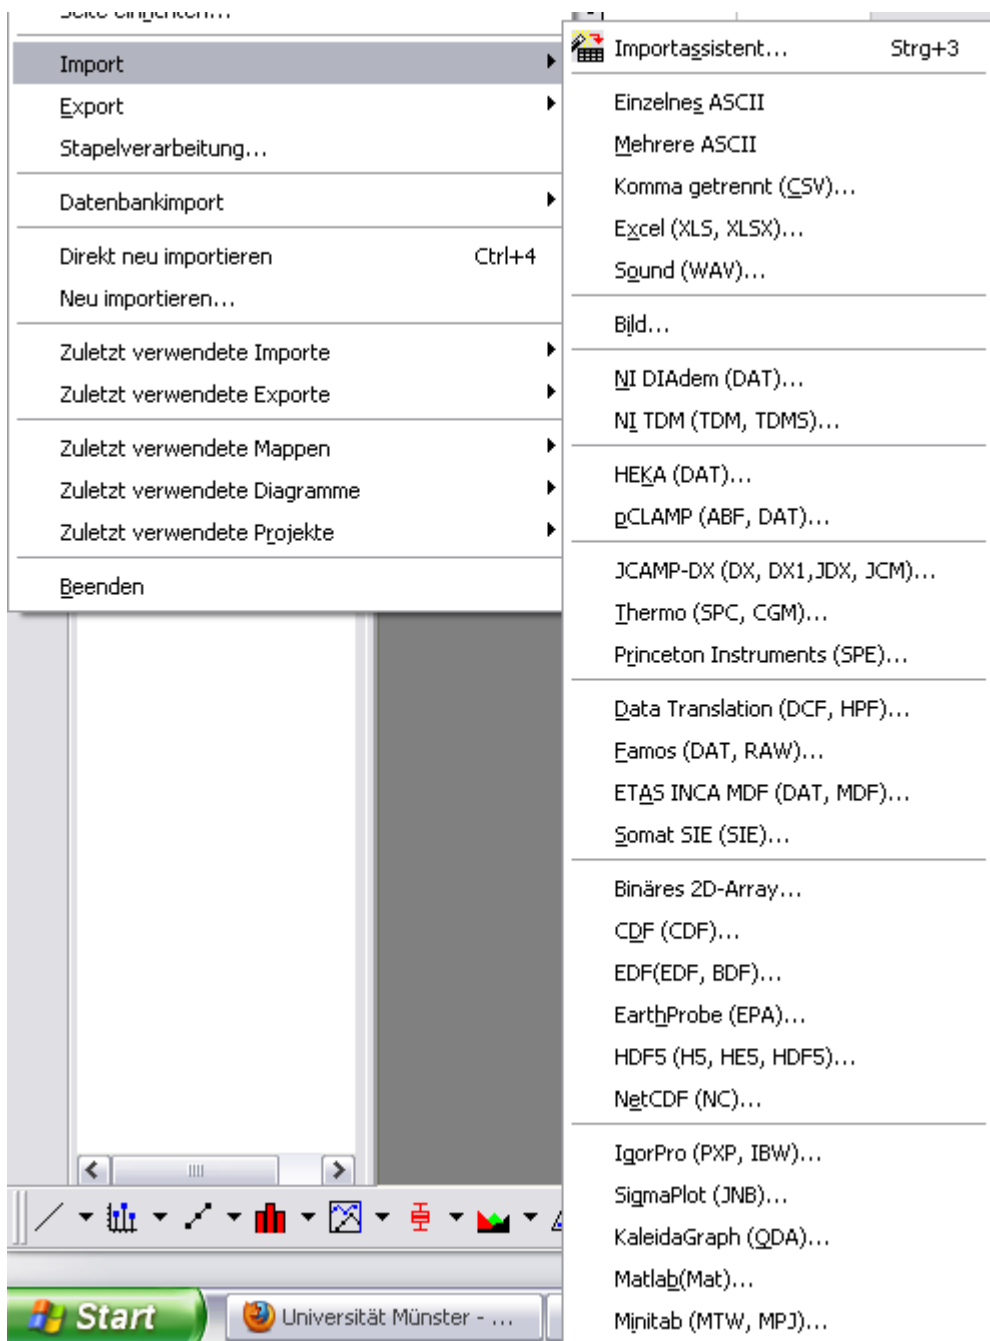 Seite einrichten...
Import
Export
Stapelverarbeitung...
Datenbankimport
Direkt neu importieren Ctrl+4
Neu importieren...
Zuletzt verwendete Importe
Zuletzt verwendete Exporte
Zuletzt verwendete Mappen
Zuletzt verwendete Diagramme
Zuletzt verwendete Projekte
Beenden
Importassistent... Strg+3
Einzelnes ASCII
Mehrere ASCII
Komma getrennt (CSV)...
Excel (XLS, XLSX)...
Sound (WAV)...
Bild...
NI DIAdem (DAT)...
NI TDM (TDM, TDMS)...
HEKA (DAT)...
pCLAMP (ABF, DAT)...
JCAMP-DX (DX, DX1,JDX, JCM)...
Thermo (SPC, CGM)...
Princeton Instruments (SPE)...
Data Translation (DCF, HPF)...
Famos (DAT, RAW)...
ETAS INCA MDF (DAT, MDF)...
Somat SIE (SIE)...
Binäres 2D-Array...
CDF (CDF)...
EDF(EDF, BDF)...
EarthProbe (EPA)...
HDF5 (H5, HE5, HDF5)...
NetCDF (NC)...
IgorPro (PXP, IBW)...
SigmaPlot (JNB)...
KaleidaGraph (QDA)...
Matlab(Mat)...
Minitab (MTW, MPJ)...
Start
Universität Münster - ...